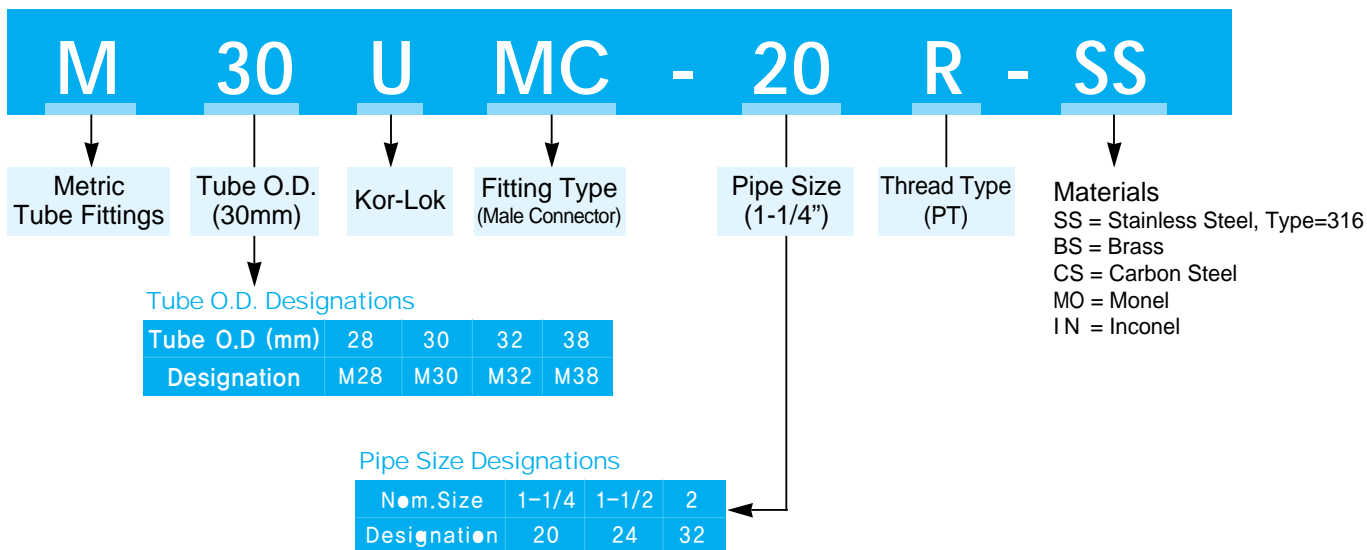 M 30 U MC - 20 R - SS
Metric
Tube Fittings
Tube O.D.
(30mm)
Kor-Lok
Fitting Type
(Male Connector)
Pipe Size
(1-1/4”)
Thread Type
(PT)
Materials
SS = Stainless Steel, Type=316
BS = Brass
CS = Carbon Steel
MO = Monel
IN = Inconel
Tube O.D. Designations
Tube O.D (mm) 28 30 32 38
Designation M28 M30 M32 M38
Pipe Size Designations
Nom.Size 1-1/4 1-1/2 2
Designation 20 24 32